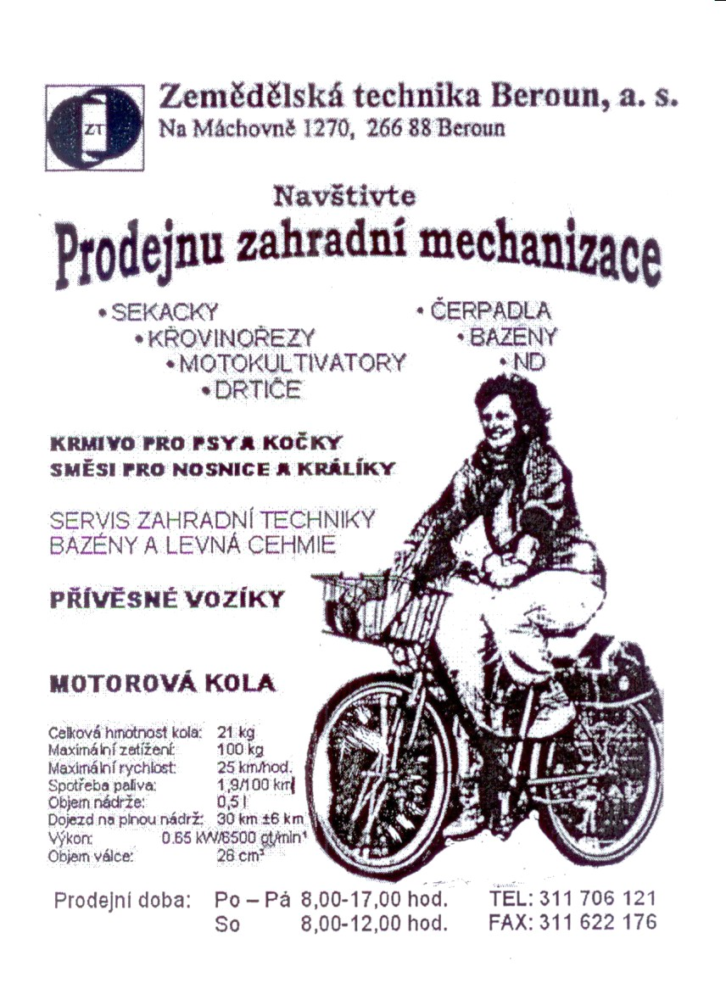 ZT
Zemědělská technika Beroun, a. s.
Na Máchovně 1270, 266 88 Beroun
Navštivte
Prodejnu zahradní mechanizace
• SEKACKY
• KŘOVINOŘEZY
• MOTOKULTIVATORY
• DRTIČE
• ČERPADLA
• BAZÉNY
• ND
KRMIVO PRO PSY A KOČKY
SMĚSI PRO NOSNICE A KRÁLÍKY
SERVIS ZAHRADNÍ TECHNIKY
BAZÉNY A LEVNÁ CEHMIE
PŘÍVĚSNÉ VOZÍKY
MOTOROVÁ KOLA
Celková hmotnost kola: 21 kg
Maximální zatížení: 100 kg
Maximální rychlost: 25 km/hod.
Spotřeba paliva: 1,9/100 km
Objem nádrže: 0,5 l
Dojezd na plnou nádrž: 30 km ±6 km
Výkon: 0.65 kW/6500 ot/min¹
Objem válce: 26 cm³
Prodejní doba: Po – Pá 8,00-17,00 hod. TEL: 311 706 121
So 8,00-12,00 hod. FAX: 311 622 176